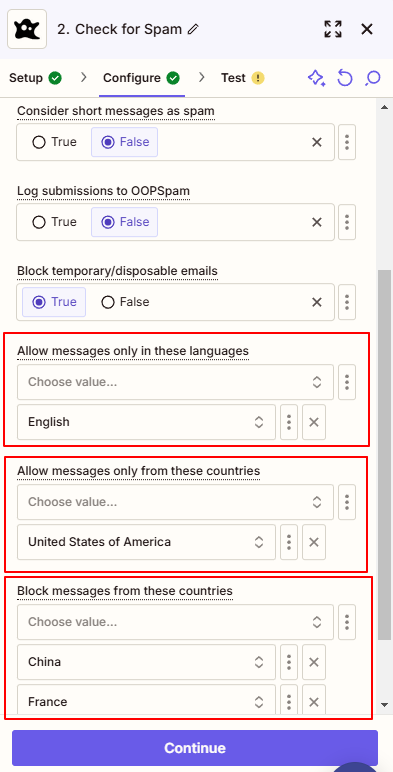 2. Check for Spam
Setup Configure Test
Consider short messages as spam
True False
Log submissions to OOPSpam
True False
Block temporary/disposable emails
True False
Allow messages only in these languages
Choose value...
English
Allow messages only from these countries
Choose value...
United States of America
Block messages from these countries
Choose value...
China
France
Continue